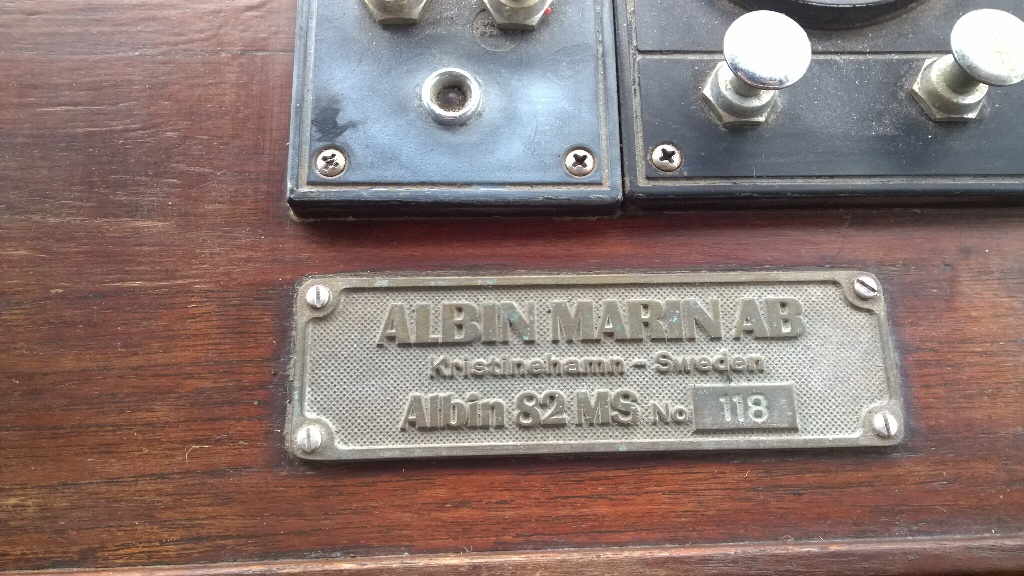 ALBIN MARIN AB
Kristinehamn - Sweden
Albin 82 MS No 118